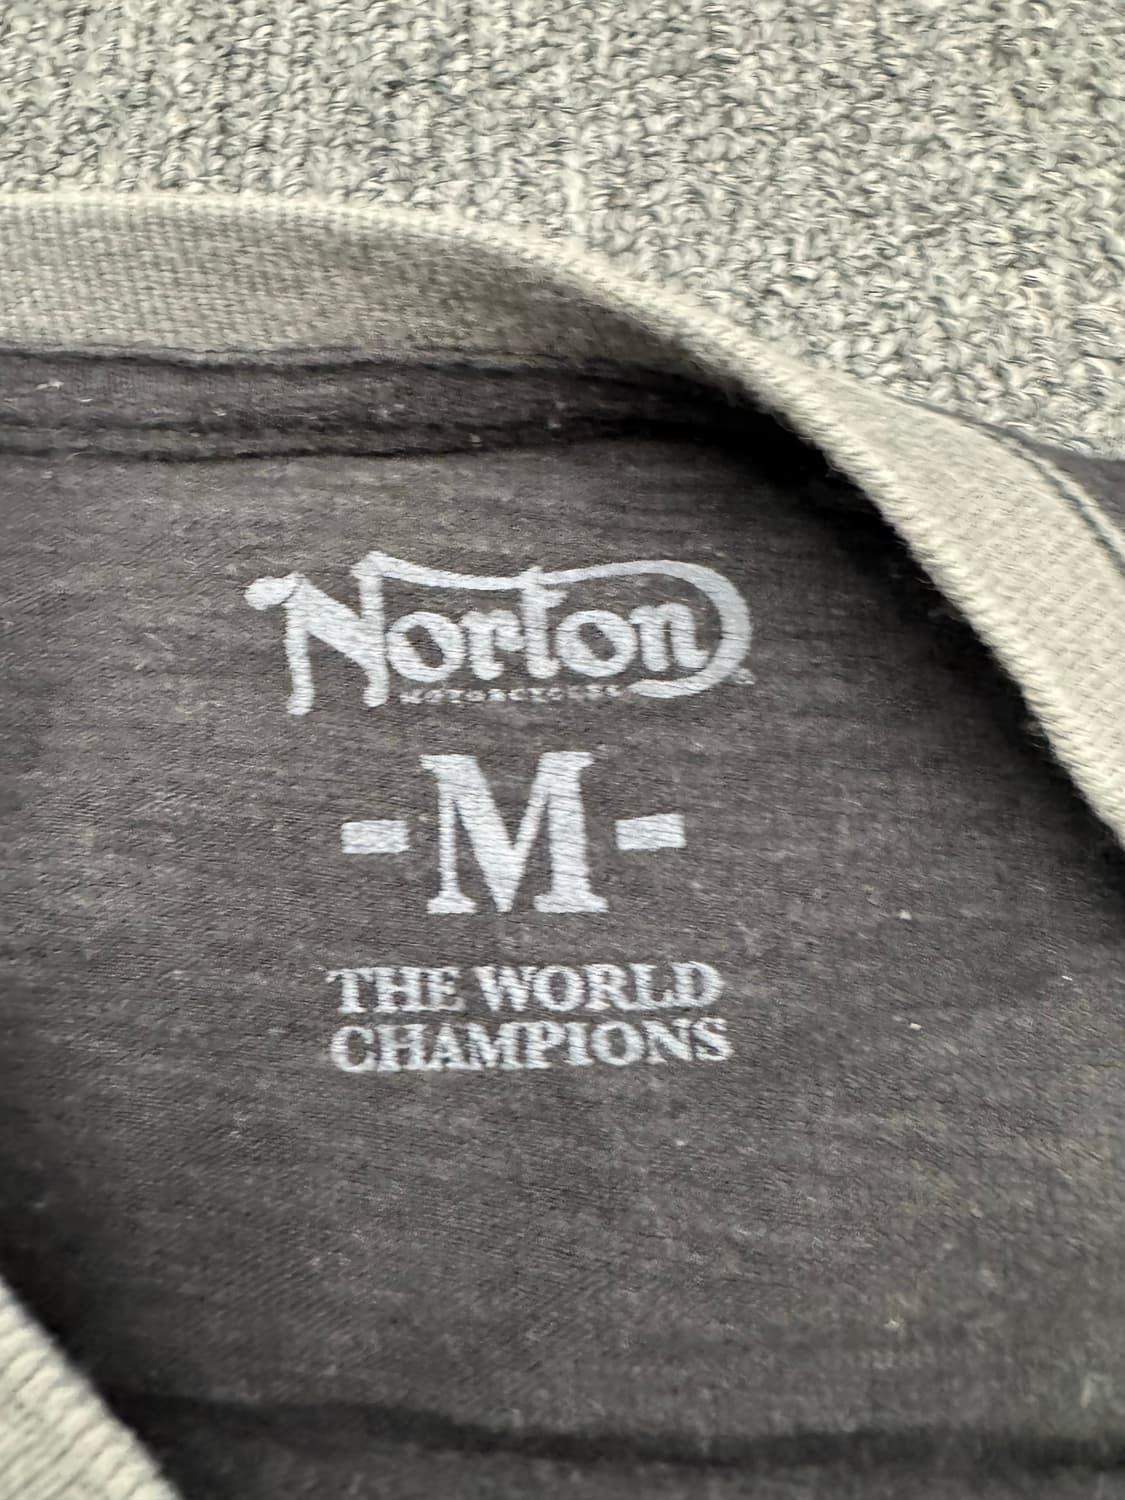 Norton
MOTORCYCLES
-M-
THE WORLD
CHAMPIONS